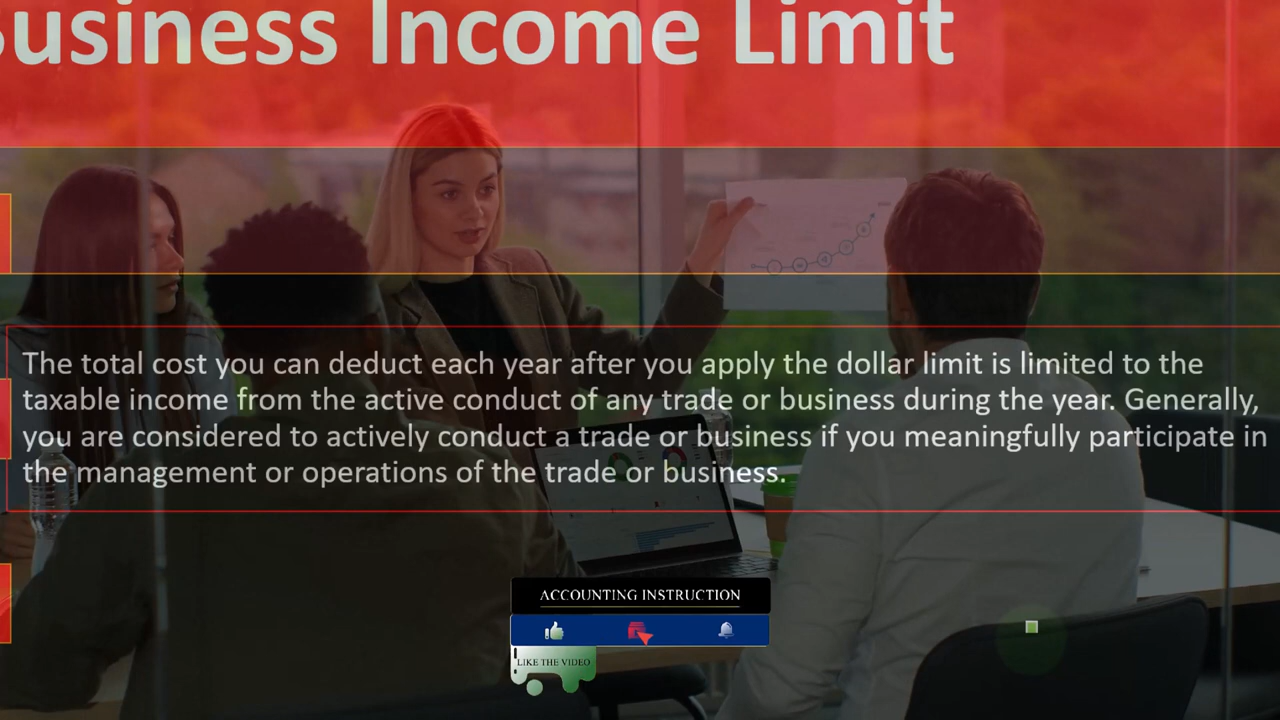 Business Income Limit
The total cost you can deduct each year after you apply the dollar limit is limited to the
taxable income from the active conduct of any trade or business during the year. Generally,
you are considered to actively conduct a trade or business if you meaningfully participate in
the management or operations of the trade or business.
ACCOUNTING INSTRUCTION
LIKE THE VIDEO